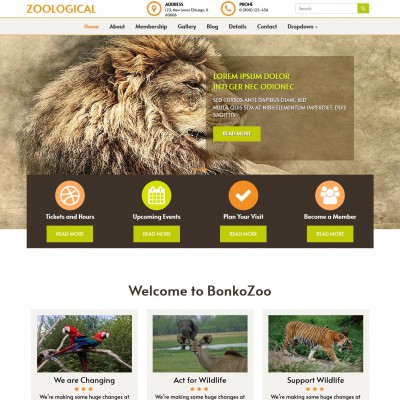 ZOOLOGICAL
ADDRESS
123, New Lenox Chicago, IL
60606
PHONE
0 (000) 123-456
Search
Home About Membership Gallery Blog Details Contact Dropdown
LOREM IPSUM DOLOR
INTEGER NEC ODIONEC
SED CURSUS ANTE DAPIBUS DIAM, SED
NULLA QUIS SEM AT NIBH ELEMENTUM IMPERDIET. DUIS
SAGITTIS
READ MORE
Tickets and Hours
READ MORE
Upcoming Events
READ MORE
Plan Your Visit
READ MORE
Become a Member
READ MORE
Welcome to BonkoZoo
We are Changing
We're making some huge changes at
Act for Wildlife
We're making some huge changes at
Support Wildlife
We're making some huge changes at